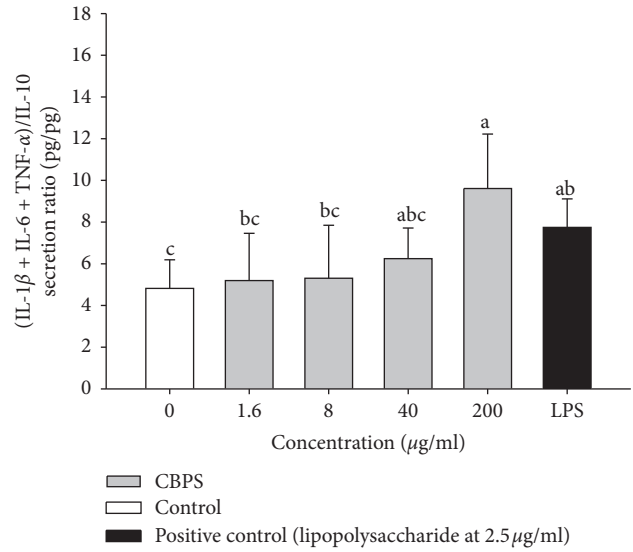 (IL-1β + IL-6 + TNF-α)/IL-10
secretion ratio (pg/pg)
18
16
14
12
10
8
6
4
2
0
c
bc
bc
abc
a
ab
0 1.6 8 40 200 LPS
Concentration (μg/ml)
CBPS
Control
Positive control (lipopolysaccharide at 2.5 μg/ml)